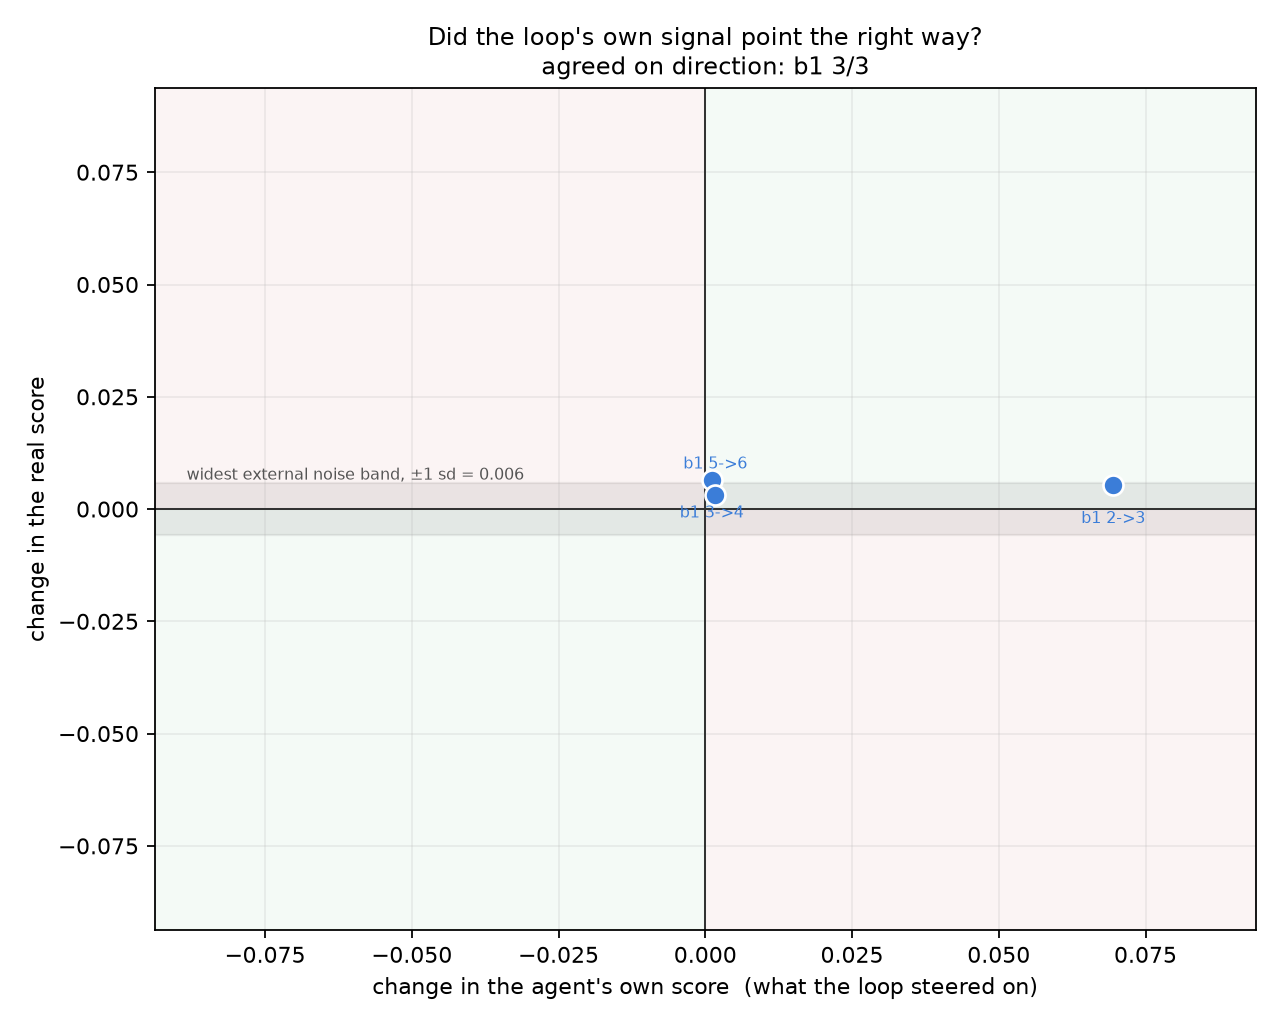 Did the loop's own signal point the right way?
agreed on direction: b1 3/3
change in the real score
0.075
0.050
0.025
0.000
−0.025
−0.050
−0.075
widest external noise band, ±1 sd = 0.006
b1 5->6
b1 3->4
b1 2->3
−0.075
−0.050
−0.025
0.000
0.025
0.050
0.075
change in the agent's own score  (what the loop steered on)